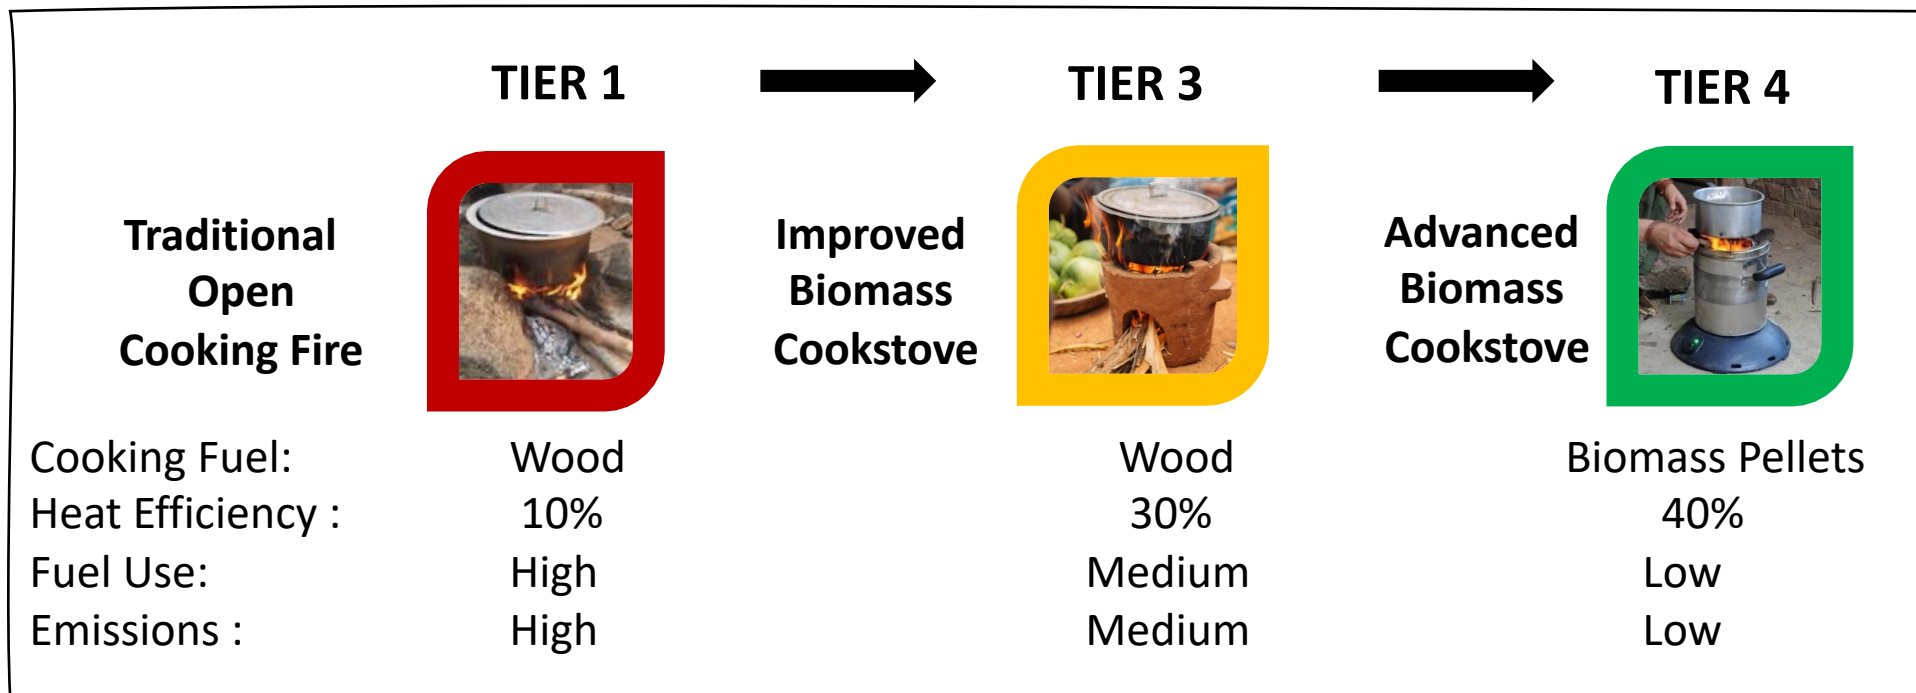 TIER 1
TIER 3
TIER 4
Traditional
Open
Cooking Fire
Improved
Biomass
Cookstove
Advanced
Biomass
Cookstove
Cooking Fuel: Wood Wood Biomass Pellets
Heat Efficiency : 10% 30% 40%
Fuel Use: High Medium Low
Emissions : High Medium Low